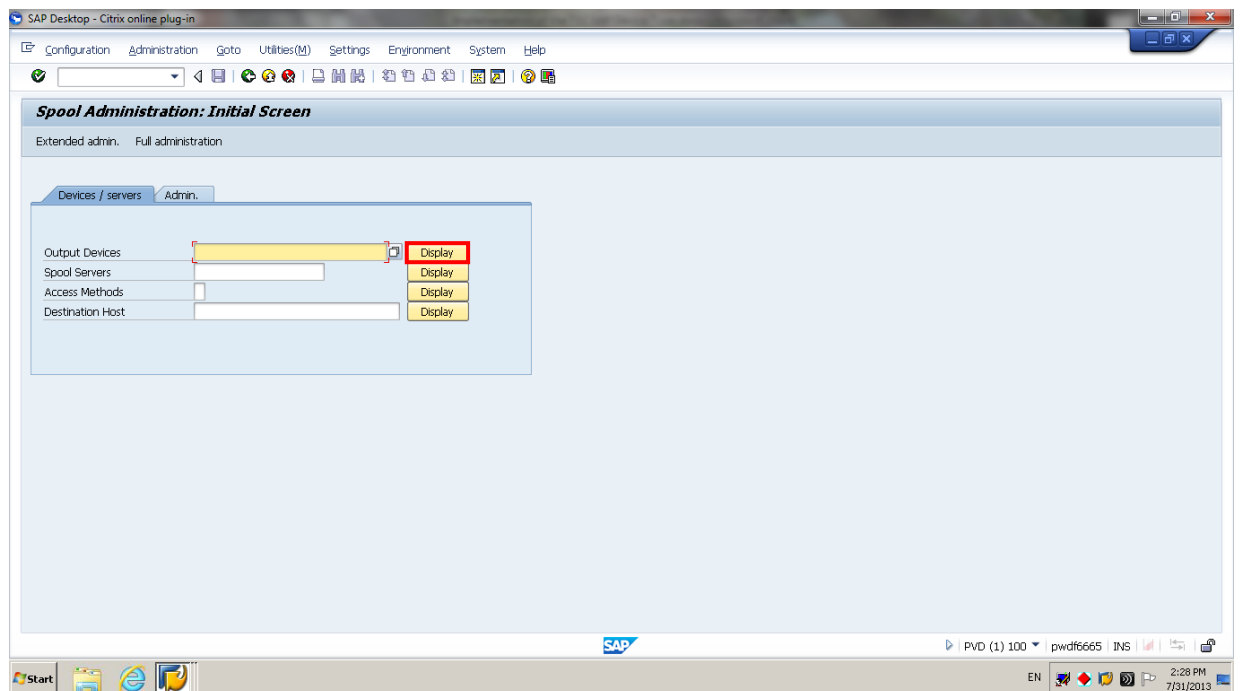 SAP Desktop - Citrix online plug-in
Configuration Administration Goto Utilities(M) Settings Environment System Help
Spool Administration: Initial Screen
Extended admin. Full administration
Devices / servers Admin.
Output Devices Display
Spool Servers Display
Access Methods Display
Destination Host Display
SAP PVD (1) 100 pwdf6665 INS
Start EN 2:28 PM
7/31/2013